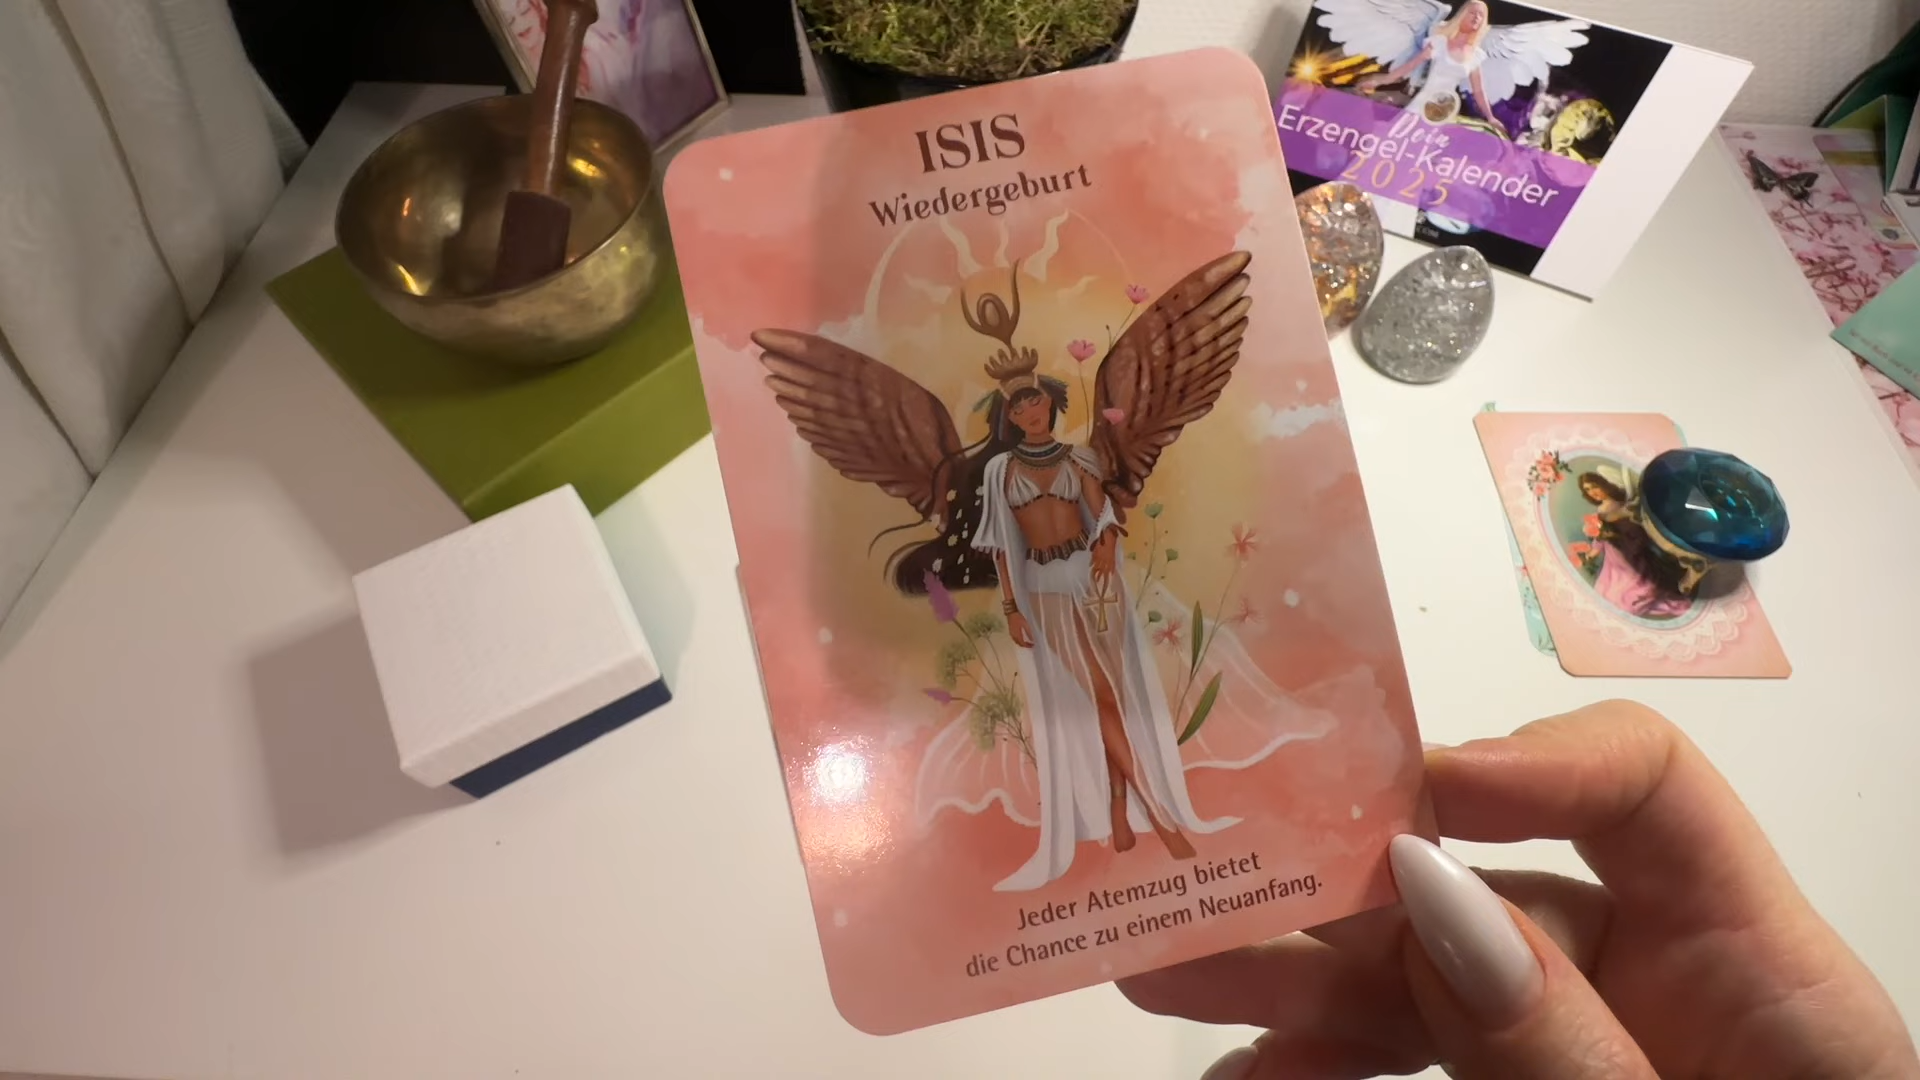 ISIS
Wiedergeburt
Jeder Atemzug bietet
die Chance zu einem Neuanfang.
Dein
Erzengel-Kalender
2025